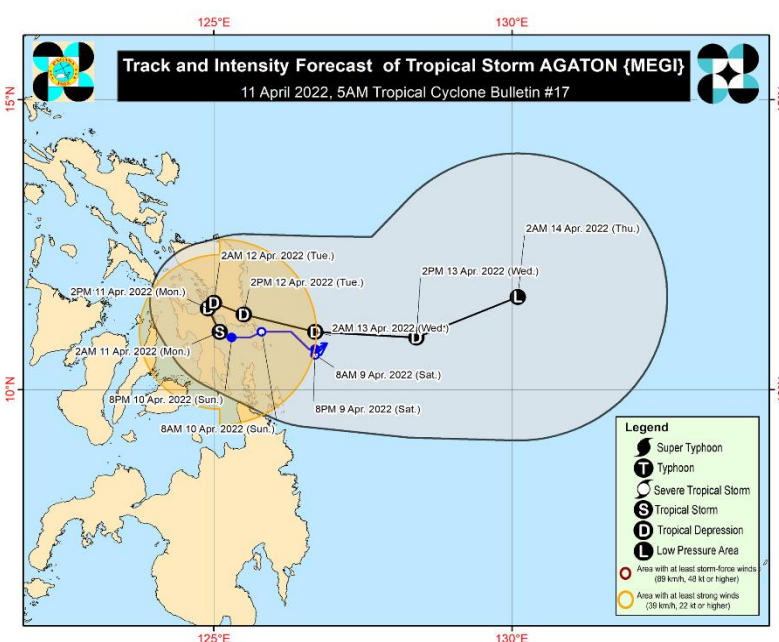 125°E
130°E
Track and Intensity Forecast of Tropical Storm AGATON {MEGI}
11 April 2022, 5AM Tropical Cyclone Bulletin #17
15°N
2AM 14 Apr. 2022 (Thu.)
2AM 12 Apr. 2022 (Tue.)
2PM 13 Apr. 2022 (Wed.)
2PM 12 Apr. 2022 (Tue.)
2PM 11 Apr. 2022 (Mon.)
L
D
D
L
D
S
D
D
2AM 13 Apr. 2022 (Wed.)
2AM 11 Apr. 2022 (Mon.)
8AM 9 Apr. 2022 (Sat.)
10°N
10°N
8PM 10 Apr. 2022 (Sun.)
8PM 9 Apr. 2022 (Sat.)
8AM 10 Apr. 2022 (Sun.)
Legend
Super Typhoon
T Typhoon
Severe Tropical Storm
S Tropical Storm
D Tropical Depression
L Low Pressure Area
Area with at least storm-force winds
(89 km/h, 48 kt or higher)
Area with at least strong winds
(39 km/h, 22 kt or higher)
125°E
130°E